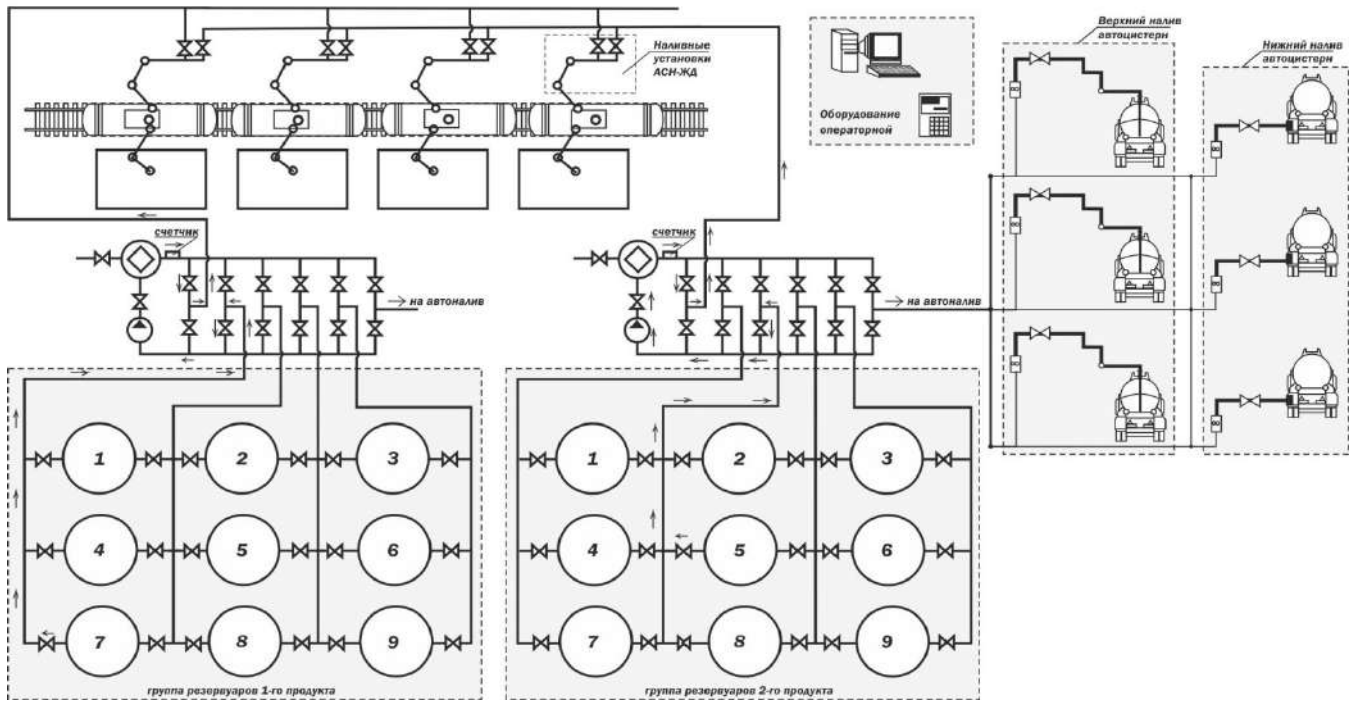 Наливные
установки
АСН-ЖД
Оборудование
операторной
Верхний налив
автоцистерн
Нижний налив
автоцистерн
счетчик
на автоналив
счетчик
на автоналив
1
2
3
4
5
6
7
8
9
группа резервуаров 1-го продукта
1
2
3
4
5
6
7
8
9
группа резервуаров 2-го продукта